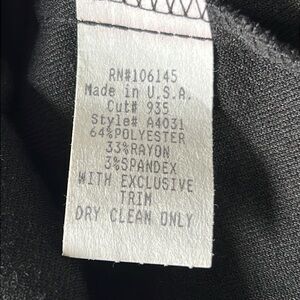 RN#106145
Made in U.S.A.
Cut# 935
Style# A4031
64%POLYESTER
33%RAYON
3%SPANDEX
WITH EXCLUSIVE
TRIM
DRY CLEAN ONLY